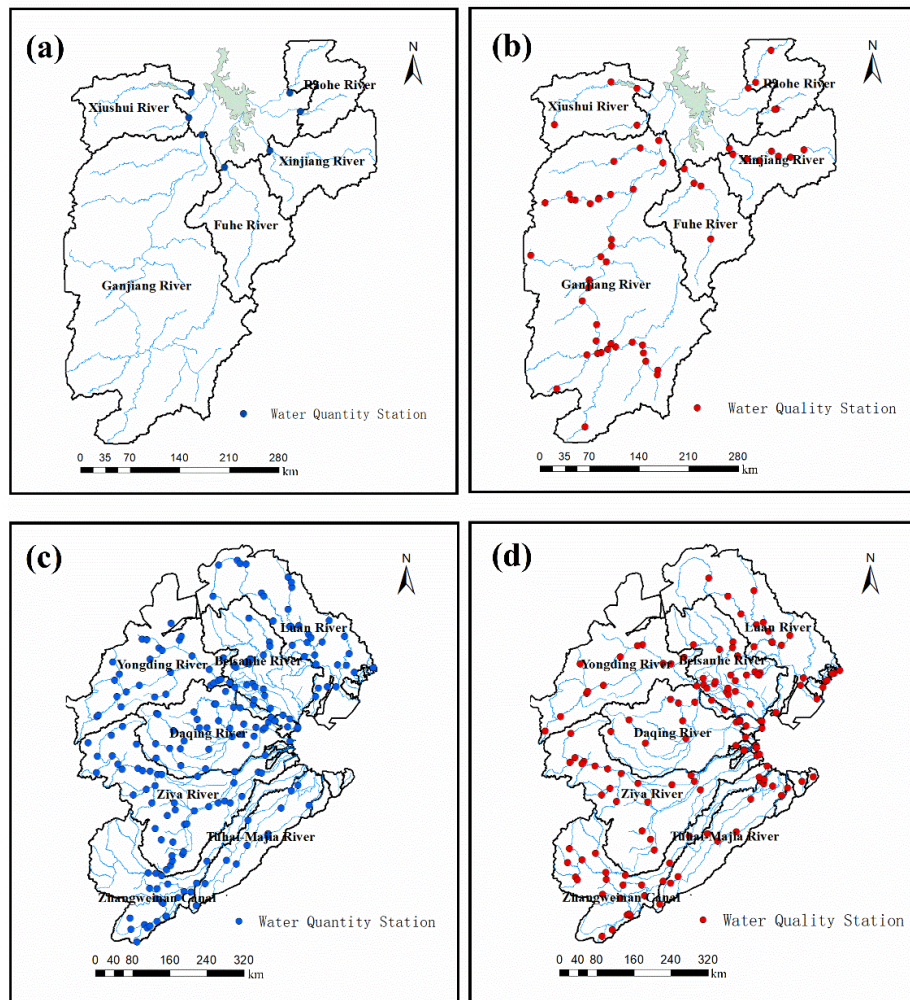 (a)
N
Xiushui River
Raohe River
Xinjiang River
Fuhe River
Ganjiang River
Water Quantity Station
0 35 70 140 210 280
km
(b)
N
Xiushui River
Raohe River
Xinjiang River
Fuhe River
Ganjiang River
Water Quality Station
0 35 70 140 210 280
km
(c)
N
Luan River
Beisanhe River
Yongding River
Daqing River
Ziya River
Tuhai-Majia River
Zhangweinan Canal
Water Quantity Station
0 40 80 160 240 320
km
(d)
N
Luan River
Beisanhe River
Yongding River
Daqing River
Ziya River
Tuhai-Majia River
Zhangweinan Canal
Water Quality Station
0 40 80 160 240 320
km